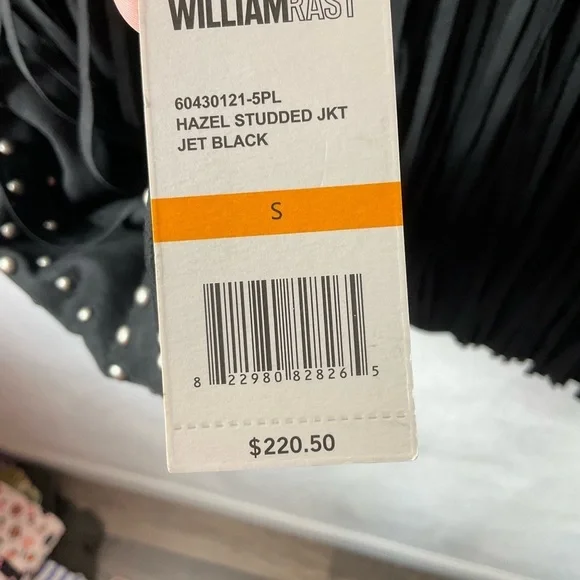 WILLIAMRAST
60430121-5PL
HAZEL STUDDED JKT
JET BLACK
S
8 22980 82826 5
$220.50